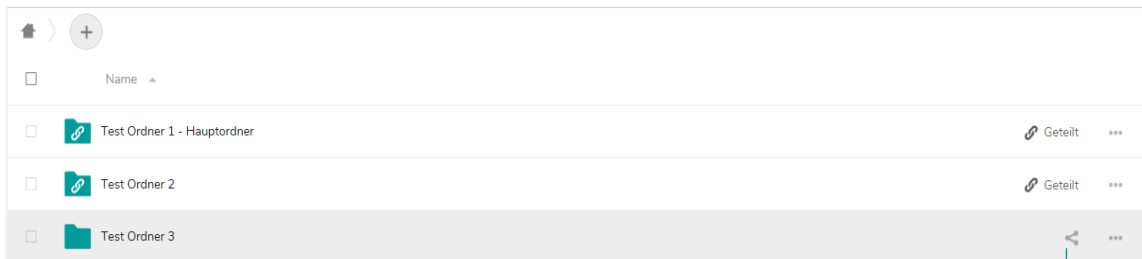 Name
Test Ordner 1 - Hauptordner Geteilt
Test Ordner 2 Geteilt
Test Ordner 3